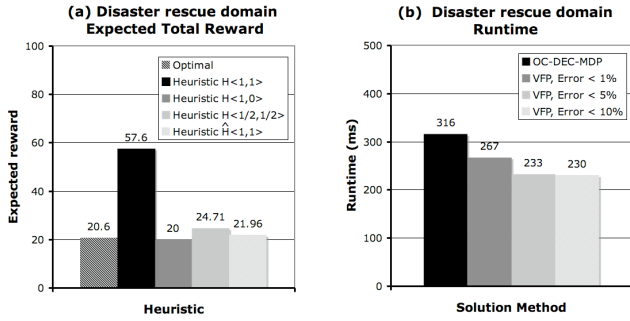 (a) Disaster rescue domain
Expected Total Reward
100
80
60
40
20
0
Expected reward
Optimal
Heuristic H<1,1>
Heuristic H<1,0>
Heuristic H<1/2,1/2>
Heuristic Ĥ<1,1>
20.6
57.6
20
24.71
21.96
Heuristic
(b) Disaster rescue domain
Runtime
500
400
300
200
100
0
Runtime (ms)
OC-DEC-MDP
VFP, Error < 1%
VFP, Error < 5%
VFP, Error < 10%
316
267
233
230
Solution Method